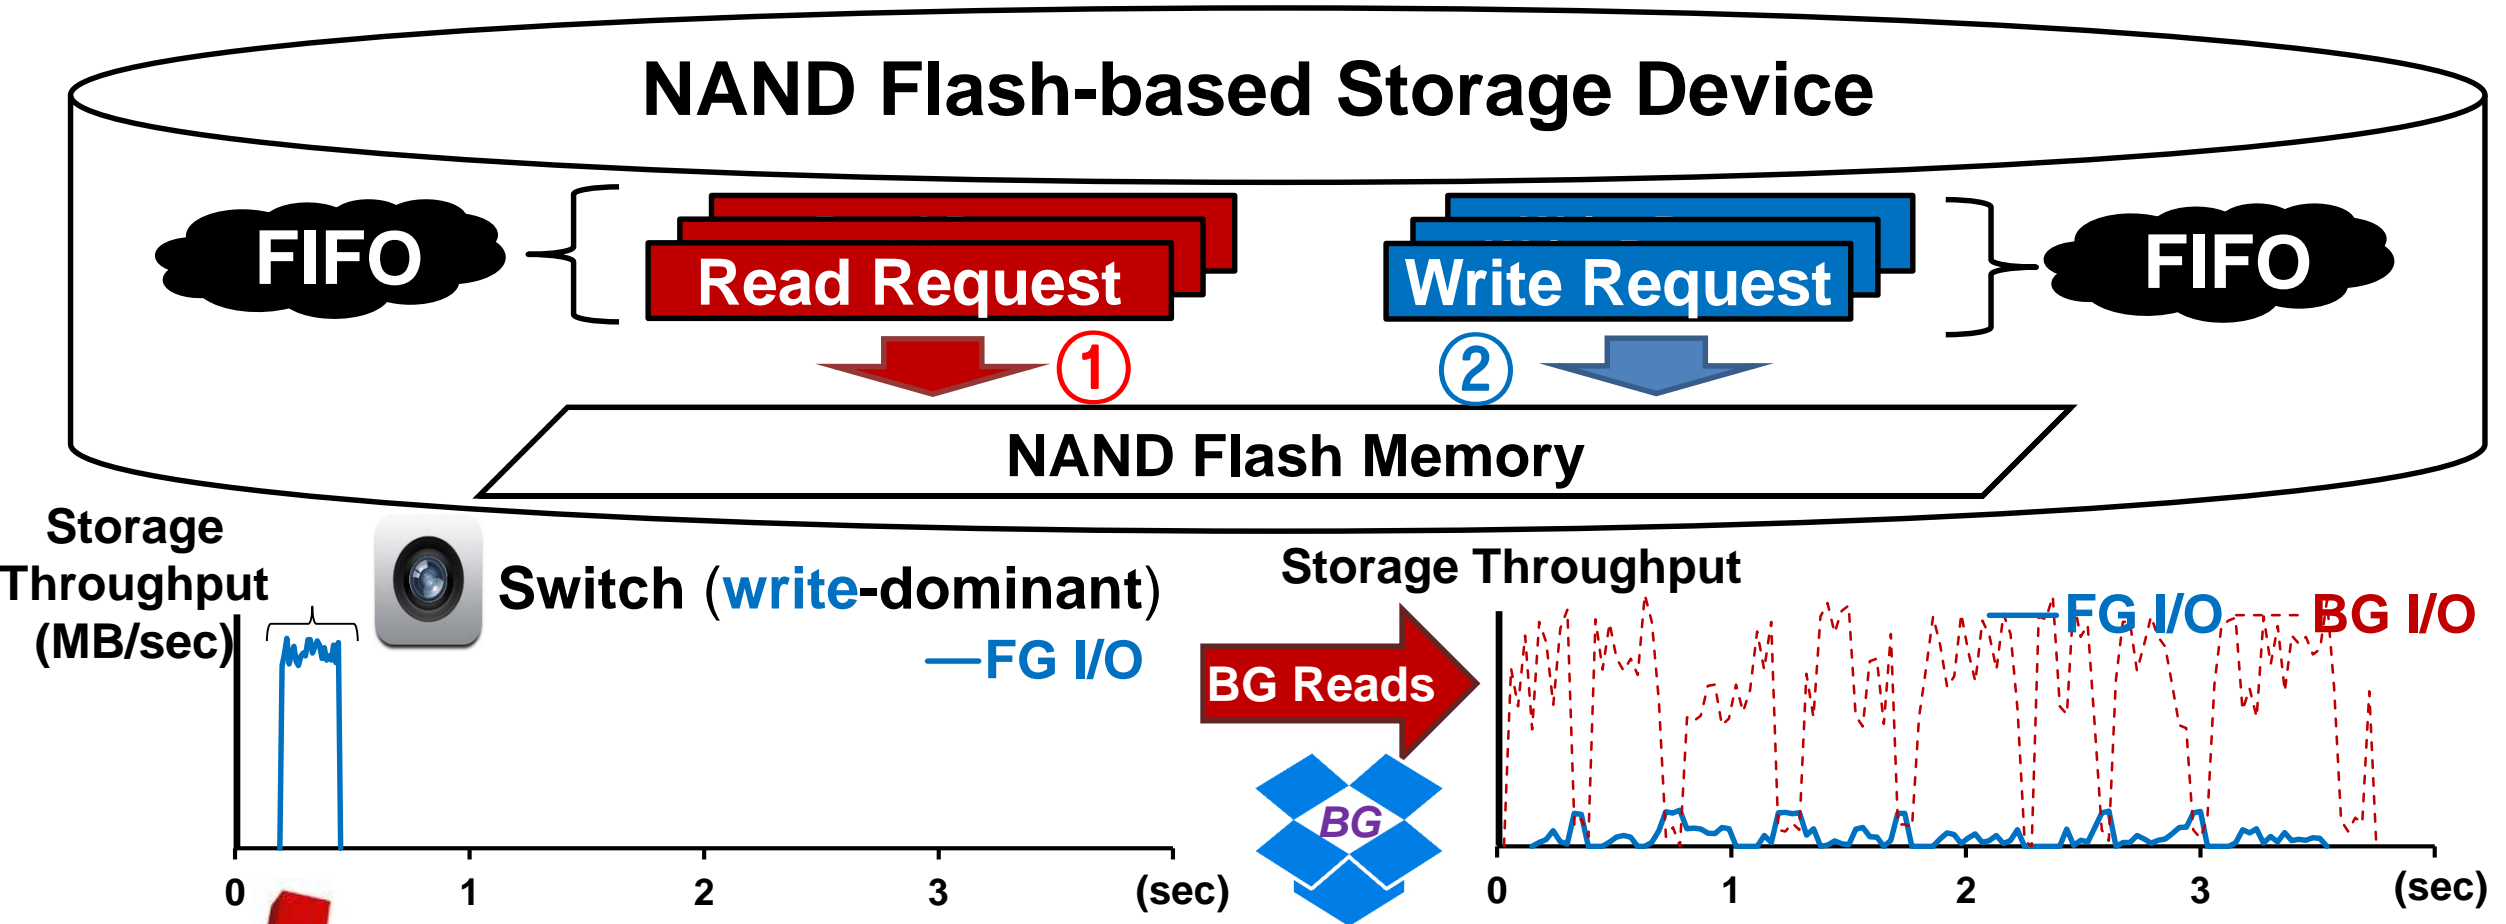 NAND Flash-based Storage Device
FIFO
Read Request
Write Request
FIFO
①
②
NAND Flash Memory
Storage
Throughput
(MB/sec)
Switch (write-dominant)
FG I/O
BG Reads
BG
Storage Throughput
FG I/O
BG I/O
0
1
2
3
(sec)
0
1
2
3
(sec)